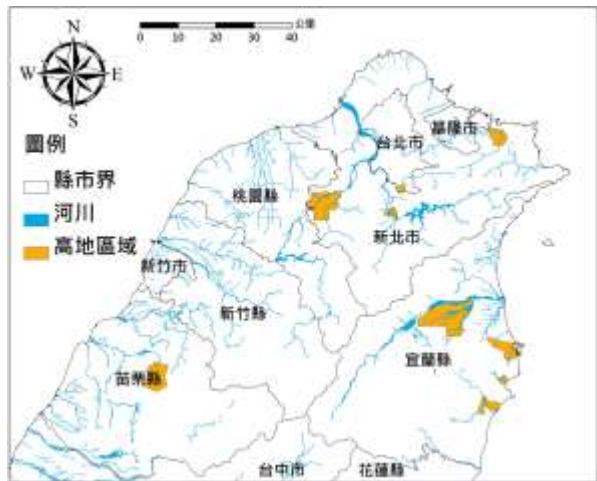 N
W E
S
0 10 20 30 40 公里
圖例
縣市界
河川
高地區域
基隆市
台北市
桃園縣
新北市
新竹市
新竹縣
宜蘭縣
苗栗縣
台中市
花蓮縣